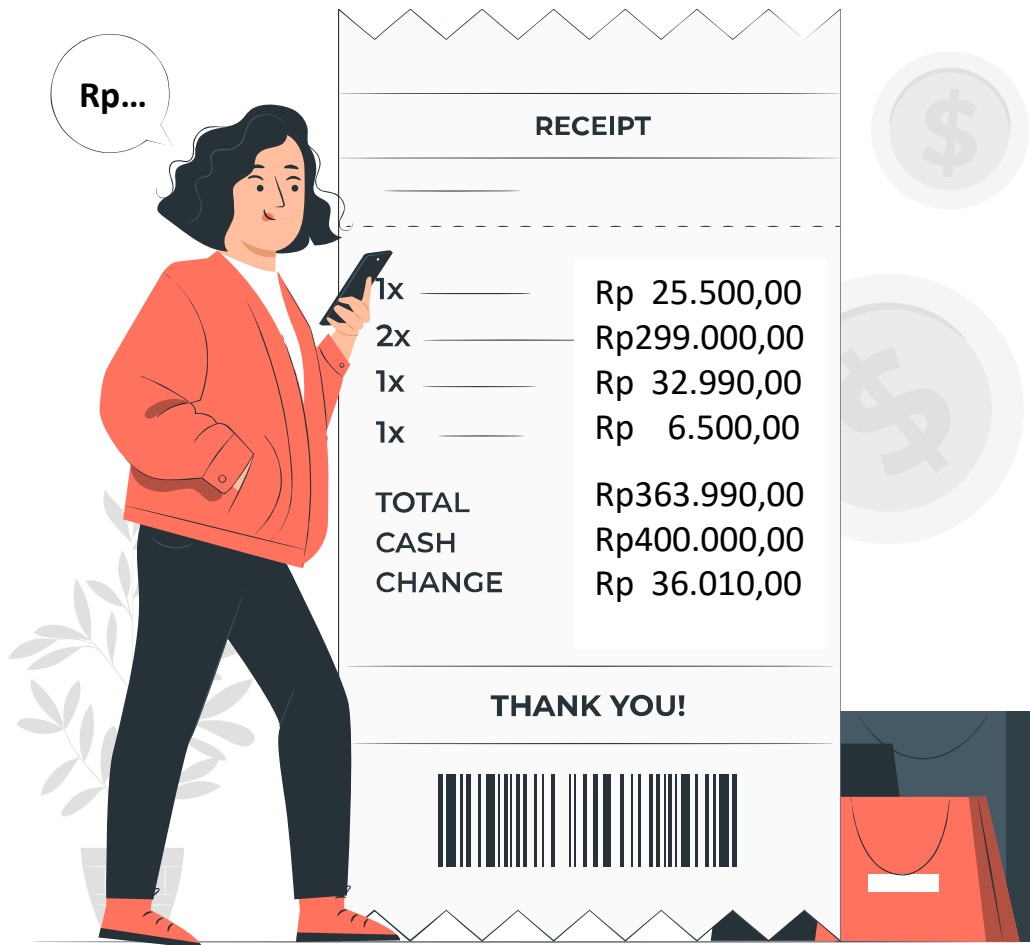 Rp...
RECEIPT
1x Rp 25.500,00
2x Rp299.000,00
1x Rp 32.990,00
1x Rp 6.500,00
TOTAL Rp363.990,00
CASH Rp400.000,00
CHANGE Rp 36.010,00
THANK YOU!